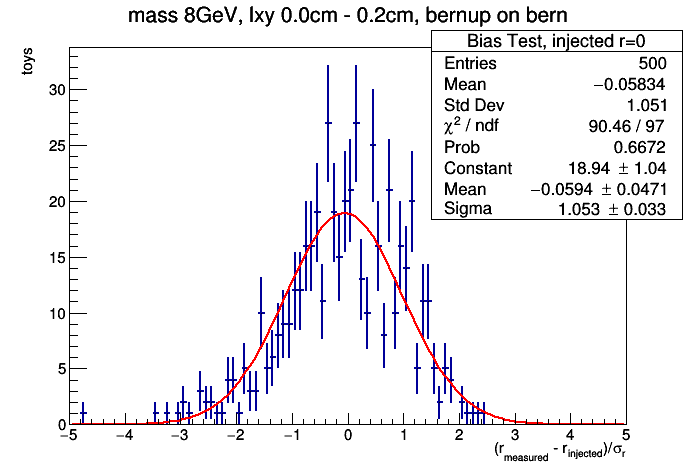 mass 8GeV, lxy 0.0cm - 0.2cm, bernup on bern
toys
Bias Test, injected r=0
Entries 500
Mean −0.05834
Std Dev 1.051
χ² / ndf 90.46 / 97
Prob 0.6672
Constant 18.94 ± 1.04
Mean −0.0594 ± 0.0471
Sigma 1.053 ± 0.033
30
25
20
15
10
5
0
−5 −4 −3 −2 −1 0 1 2 3 4 5
(r_measured - r_injected)/σ_r